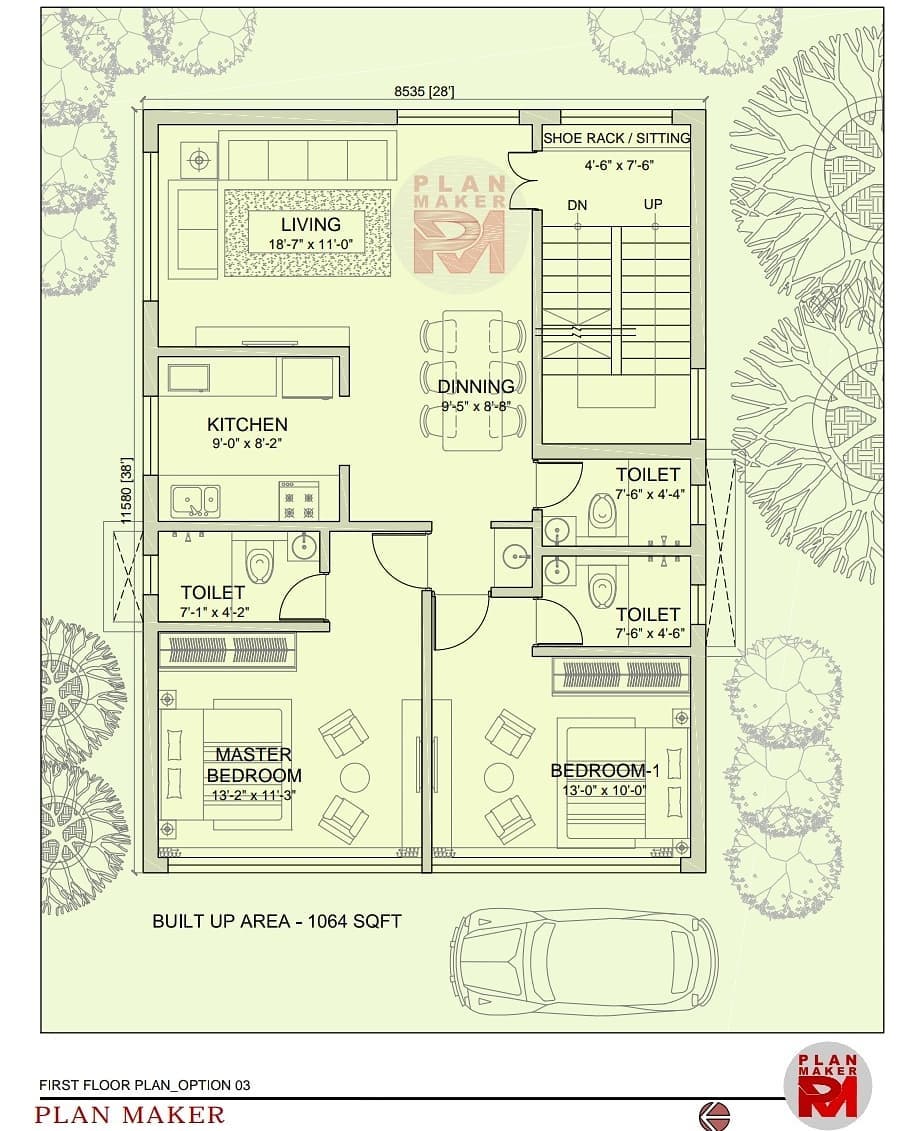 8535 [28']
SHOE RACK / SITTING
4'-6" x 7'-6"
PLAN
MAKER
DN
UP
LIVING
18'-7" x 11'-0"
DINNING
9'-5" x 8'-8"
KITCHEN
9'-0" x 8'-2"
11580 [38']
TOILET
7'-6" x 4'-4"
TOILET
7'-1" x 4'-2"
TOILET
7'-6" x 4'-6"
MASTER
BEDROOM
13'-2" x 11'-3"
BEDROOM-1
13'-0" x 10'-0"
BUILT UP AREA - 1064 SQFT
FIRST FLOOR PLAN_OPTION 03
PLAN MAKER
PLAN
MAKER